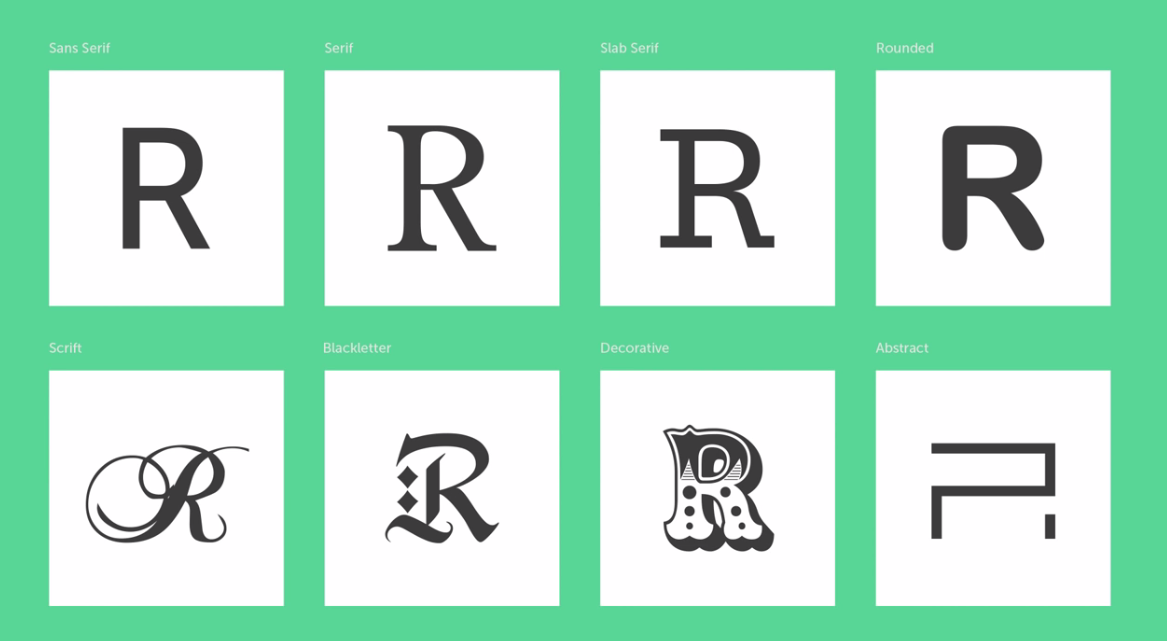 Sans Serif
Serif
Slab Serif
Rounded
R
R
R
R
Scrift
Blackletter
Decorative
Abstract
R
R
R
R